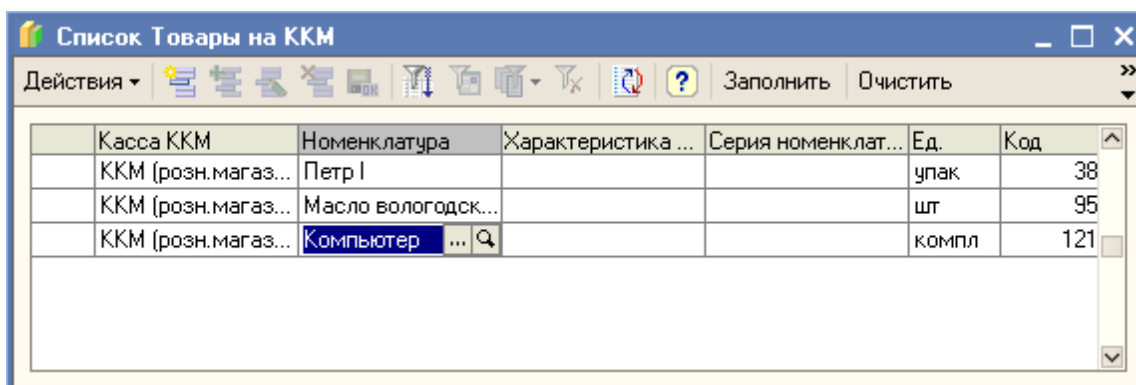 Список Товары на ККМ
Действия Заполнить Очистить
Касса ККМ Номенклатура Характеристика ... Серия номенклат... Ед. Код
ККМ (розн.магаз... Петр I упак 38
ККМ (розн.магаз... Масло вологодск... шт 95
ККМ (розн.магаз... Компьютер ... компл 121